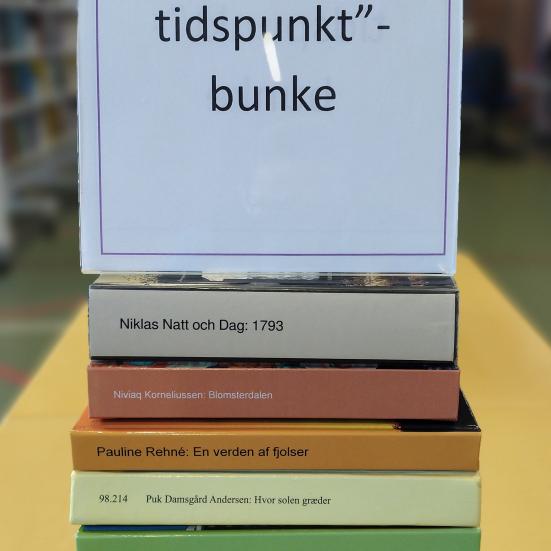 tidspunkt”-
bunke
Niklas Natt och Dag: 1793
Niviaq Korneliussen: Blomsterdalen
Pauline Rehné: En verden af fjolser
98.214 Puk Damsgård Andersen: Hvor solen græder